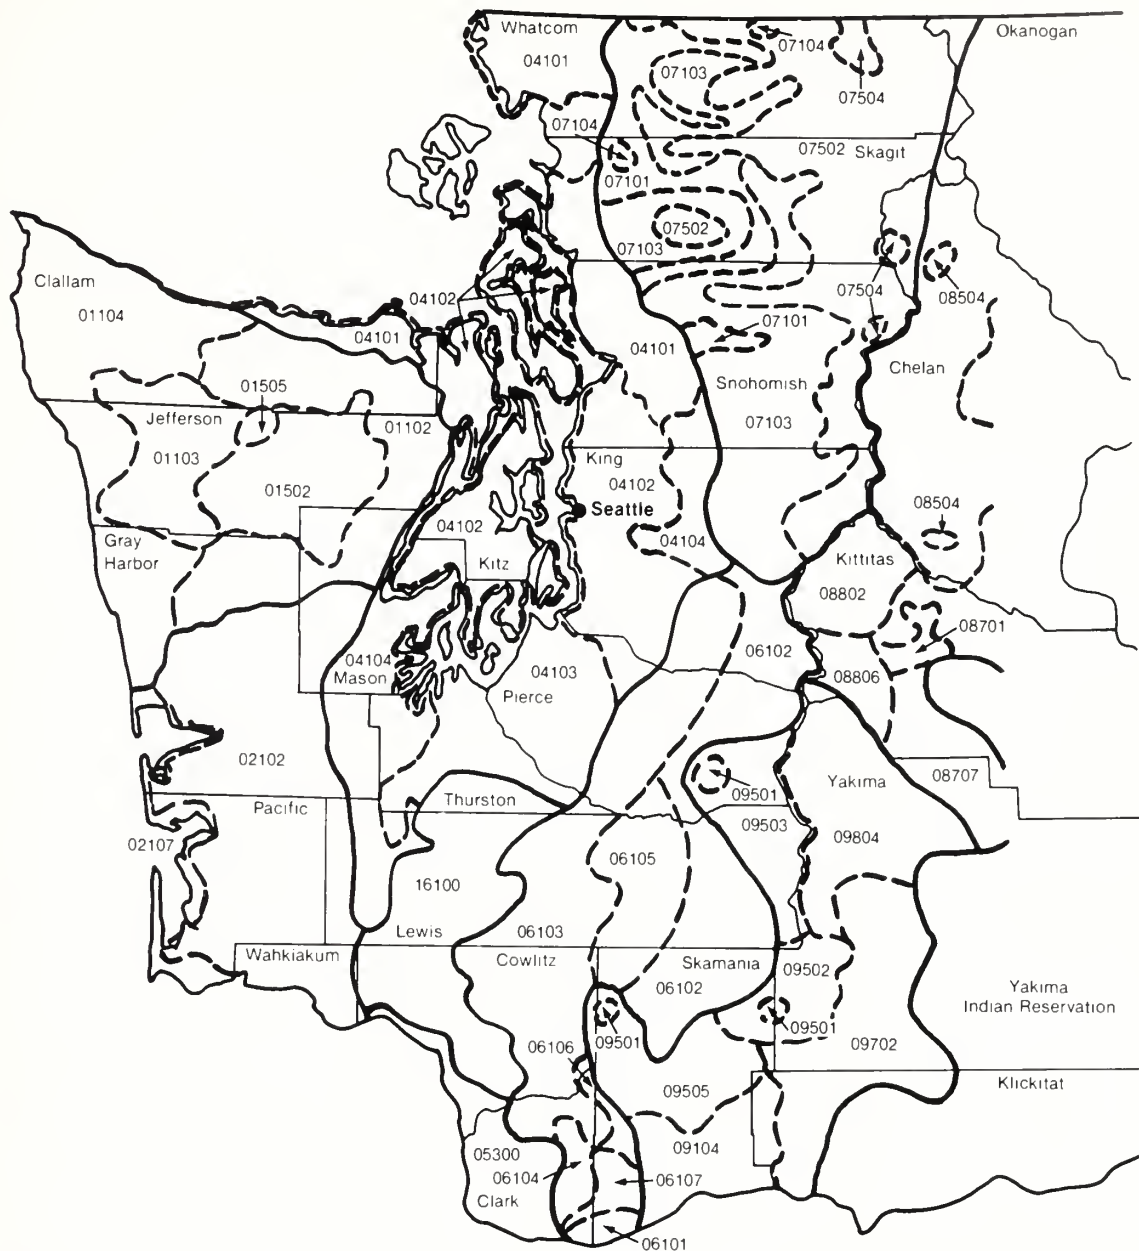 Whatcom
04101
07104
Okanogan
07103
07504
07104
07502
Skagit
07101
07502
07103
Clallam
01104
04102
07504
08504
04101
07101
04101
01505
Snohomish
Chelan
Jefferson
01102
07103
01103
King
01502
04102
08504
Seattle
04102
Gray
Harbor
04104
Kittitas
Kitz
08802
08701
06102
04104
Mason
04103
08806
Pierce
02102
08707
Yakima
09501
Pacific
Thurston
09503
02107
09804
06105
16100
Lewis
06103
Wahkiakum
Cowlitz
Skamania
09502
06102
Yakima
Indian Reservation
09501
09501
06106
09702
Klickitat
09505
05300
09104
06104
06107
Clark
06101